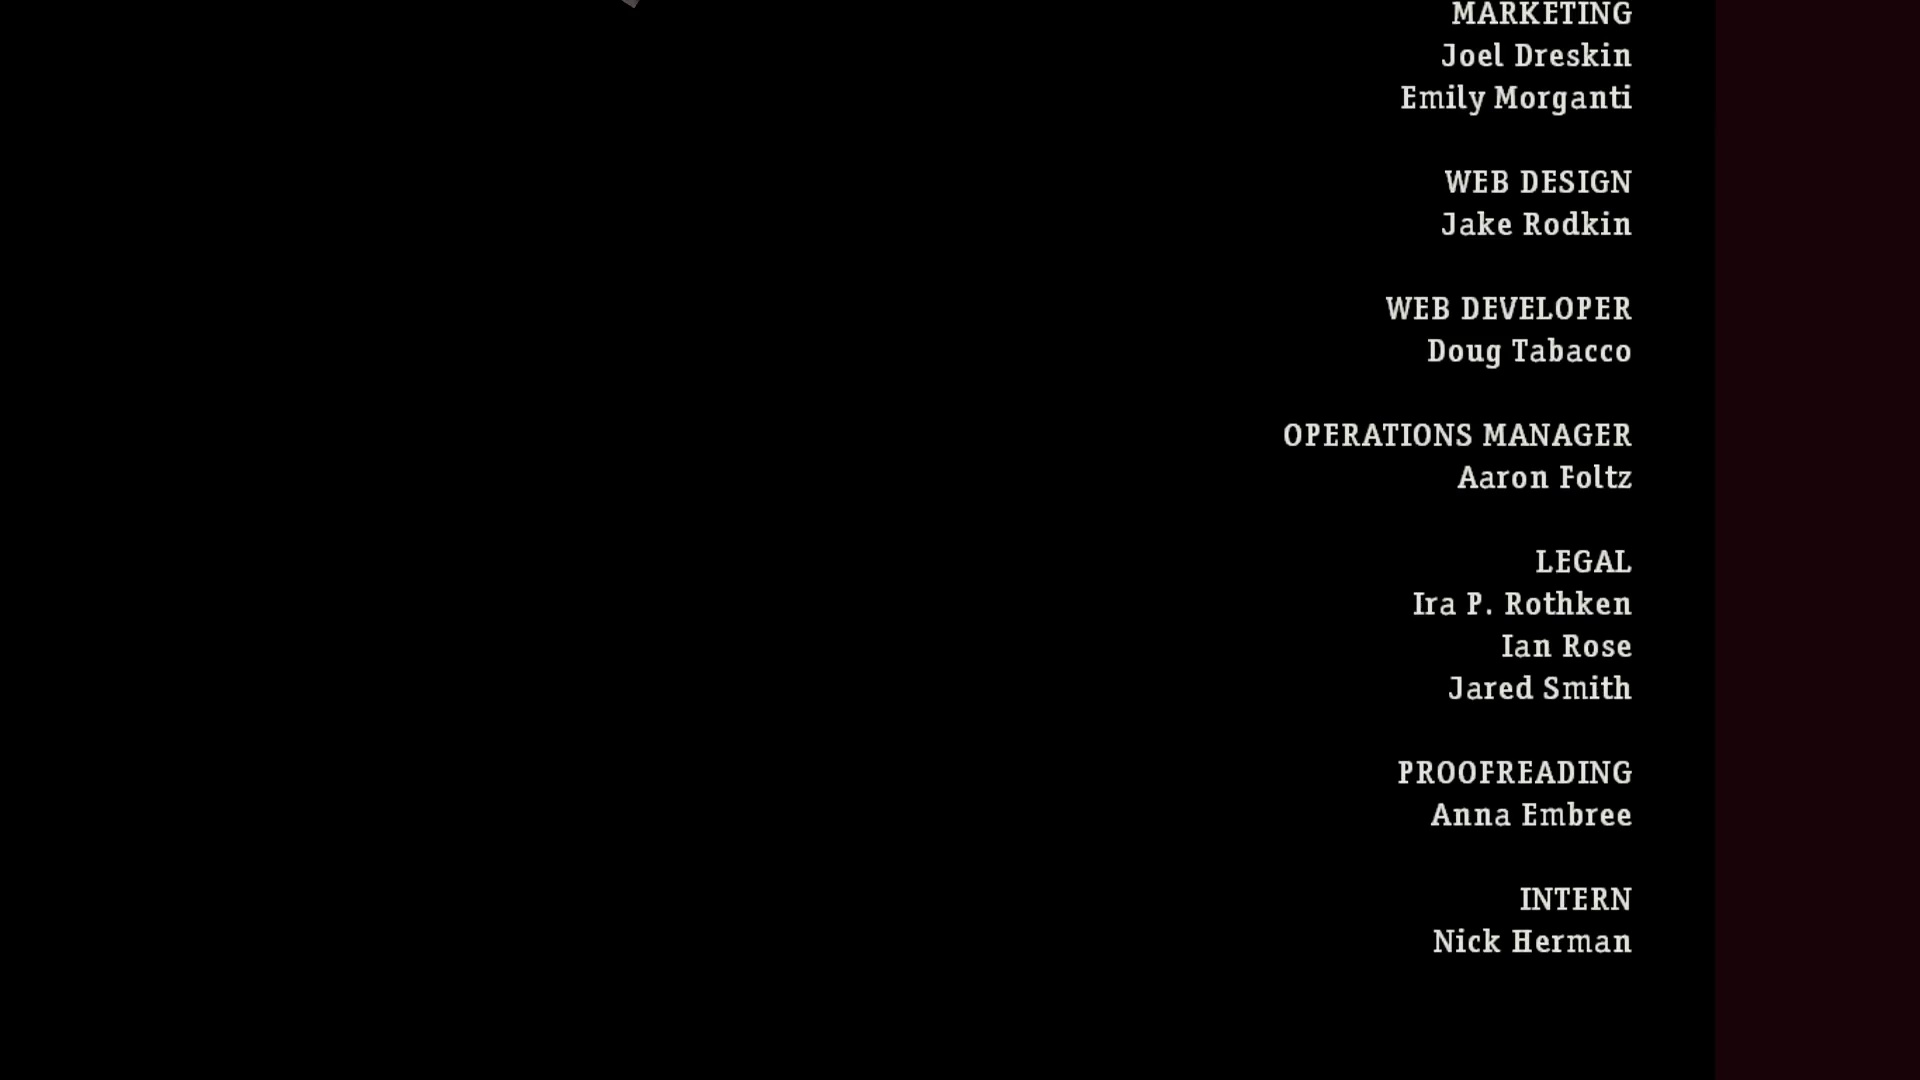 MARKETING
Joel Dreskin
Emily Morganti
WEB DESIGN
Jake Rodkin
WEB DEVELOPER
Doug Tabacco
OPERATIONS MANAGER
Aaron Foltz
LEGAL
Ira P. Rothken
Ian Rose
Jared Smith
PROOFREADING
Anna Embree
INTERN
Nick Herman